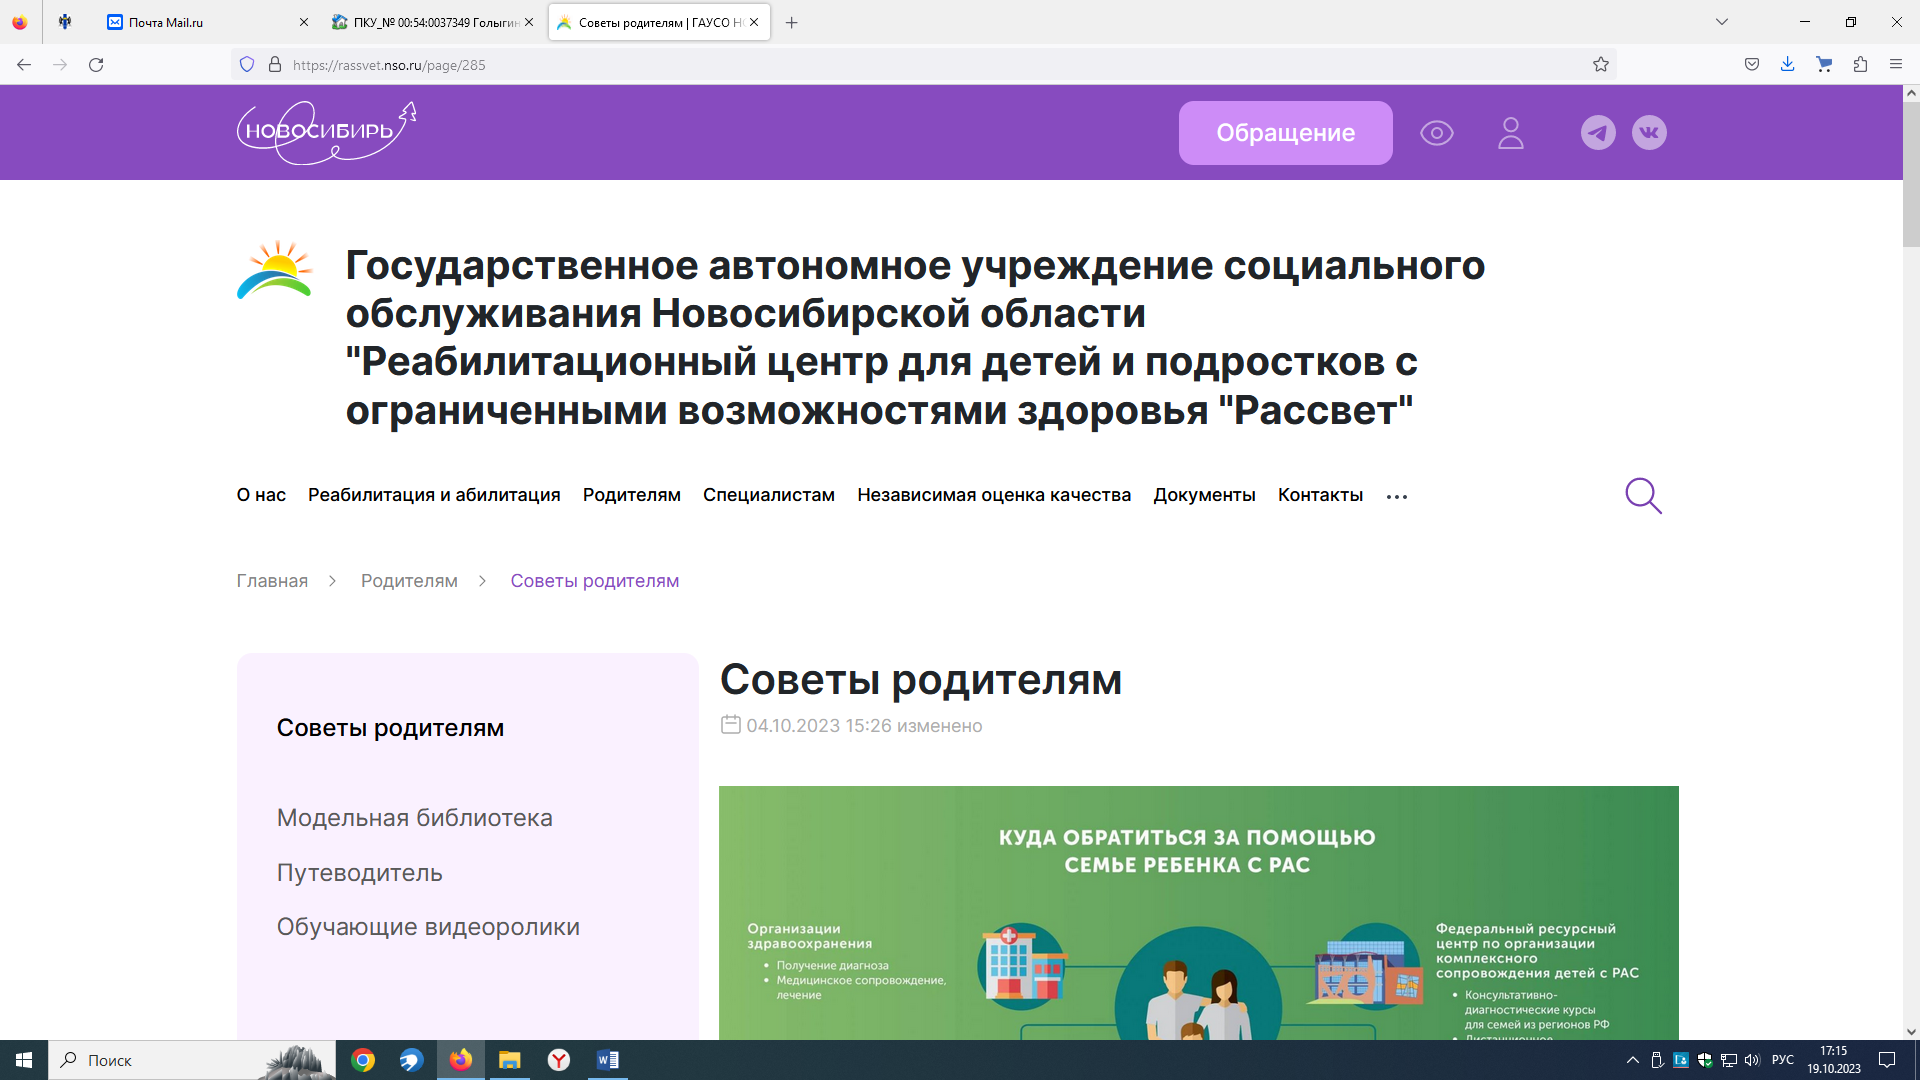 Почта Mail.ru
ПКУ_№ 00:54:0037349 Голыгин
Советы родителям | ГАУСО НО
https://rassvet.nso.ru/page/285
НОВОСИБИРЬ
Обращение
Государственное автономное учреждение социального
обслуживания Новосибирской области
"Реабилитационный центр для детей и подростков с
ограниченными возможностями здоровья "Рассвет"
О нас Реабилитация и абилитация Родителям Специалистам Независимая оценка качества Документы Контакты ...
Главная > Родителям > Советы родителям
Советы родителям
Модельная библиотека
Путеводитель
Обучающие видеоролики
Советы родителям
04.10.2023 15:26 изменено
КУДА ОБРАТИТЬСЯ ЗА ПОМОЩЬЮ
СЕМЬЕ РЕБЕНКА С РАС
Организации
здравоохранения
• Получение диагноза
• Медицинское сопровождение,
лечение
Федеральный ресурсный
центр по организации
комплексного
сопровождения детей с РАС
• Консультативно-
диагностические курсы
для семей из регионов РФ
• Дистанционное
Поиск
РУС
17:15
19.10.2023